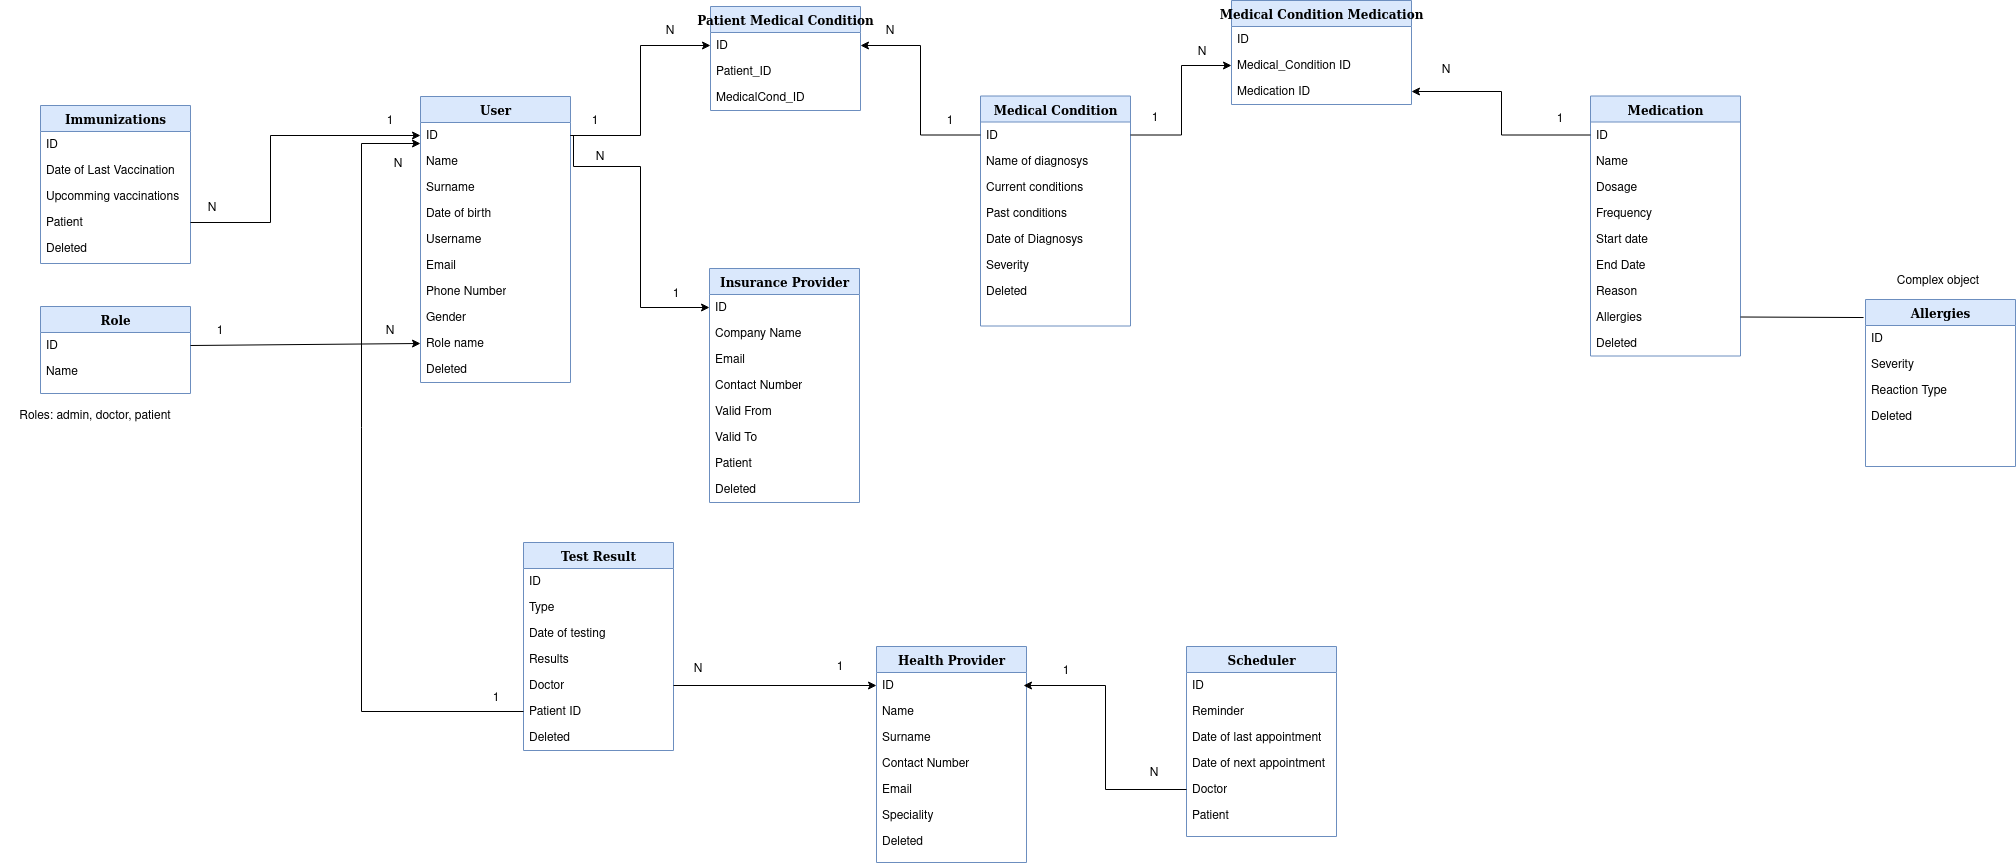 Immunizations
ID
Date of Last Vaccination
Upcomming vaccinations
Patient
Deleted
N
1
Role
ID
Name
Roles: admin, doctor, patient
1
N
User
ID
Name
Surname
Date of birth
Username
Email
Phone Number
Gender
Role name
Deleted
N
1
N
N
1
Patient Medical Condition
ID
Patient_ID
MedicalCond_ID
N
1
Insurance Provider
ID
Company Name
Email
Contact Number
Valid From
Valid To
Patient
Deleted
Medical Condition
ID
Name of diagnosys
Current conditions
Past conditions
Date of Diagnosys
Severity
Deleted
1
N
Medical Condition Medication
ID
Medical_Condition ID
Medication ID
N
1
Medication
ID
Name
Dosage
Frequency
Start date
End Date
Reason
Allergies
Deleted
Complex object
Allergies
ID
Severity
Reaction Type
Deleted
Test Result
ID
Type
Date of testing
Results
Doctor
Patient ID
Deleted
1
N
1
Health Provider
ID
Name
Surname
Contact Number
Email
Speciality
Deleted
1
N
Scheduler
ID
Reminder
Date of last appointment
Date of next appointment
Doctor
Patient